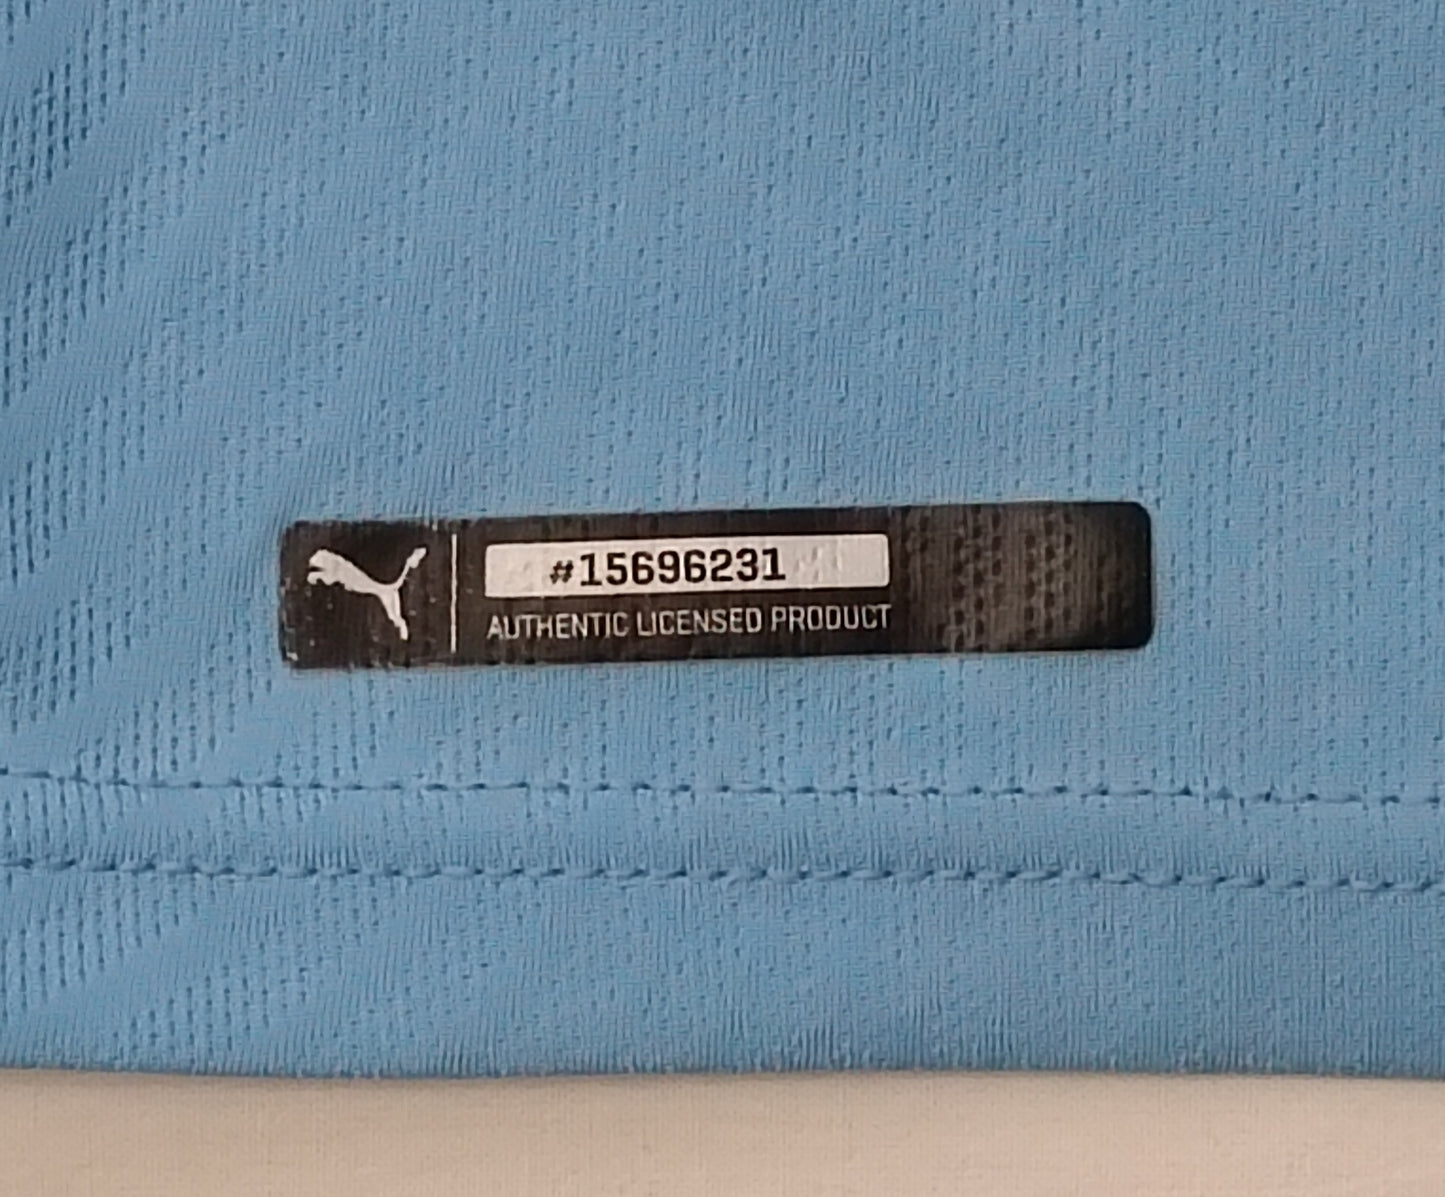 #15696231
AUTHENTIC LICENSED PRODUCT